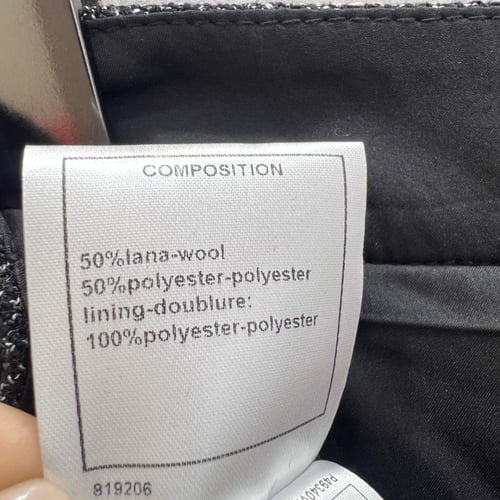 COMPOSITION
50%lana-wool
50%polyester-polyester
lining-doublure:
100%polyester-polyester
819206